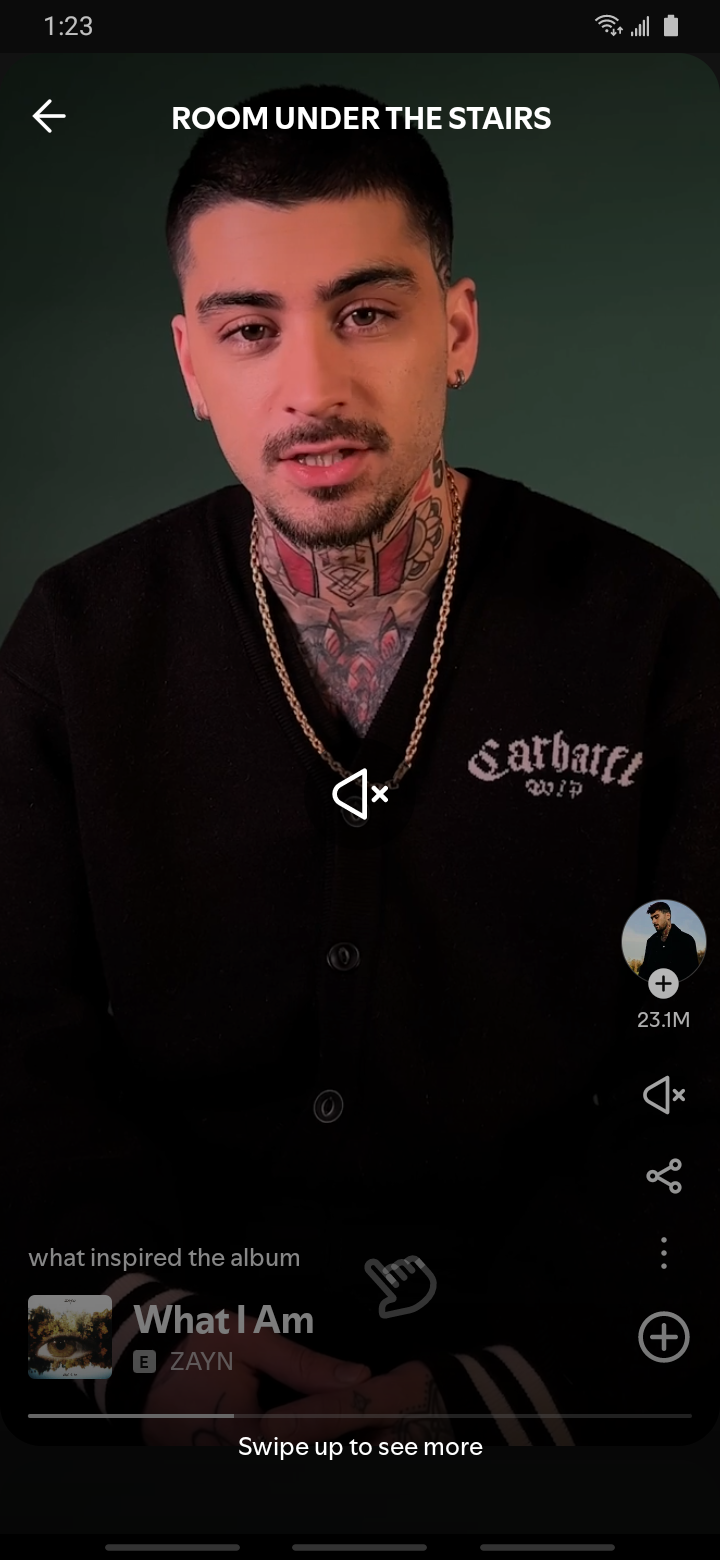 1:23
ROOM UNDER THE STAIRS
Carhartt
WIP
23.1M
what inspired the album
What I Am
E ZAYN
Swipe up to see more